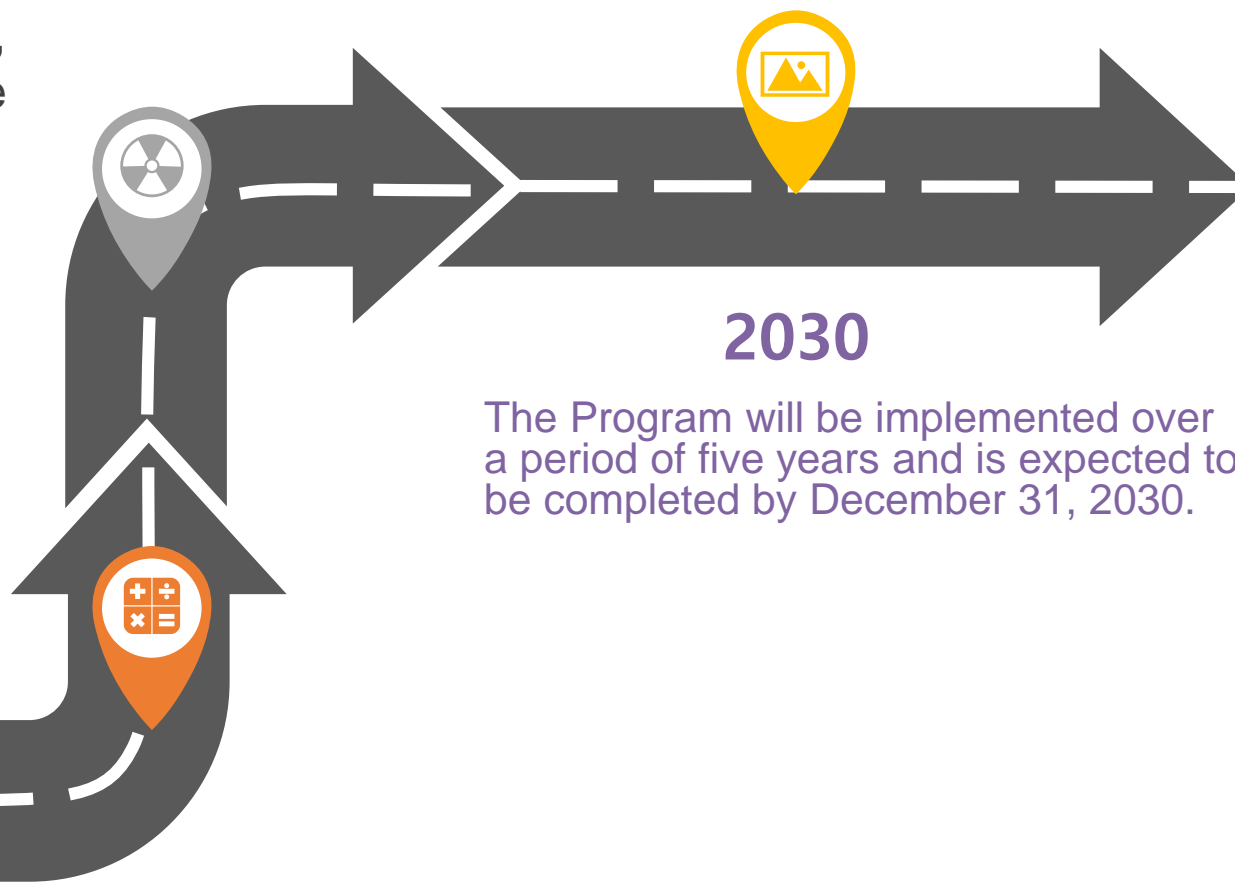 2030
The Program will be implemented over
a period of five years and is expected to
be completed by December 31, 2030.